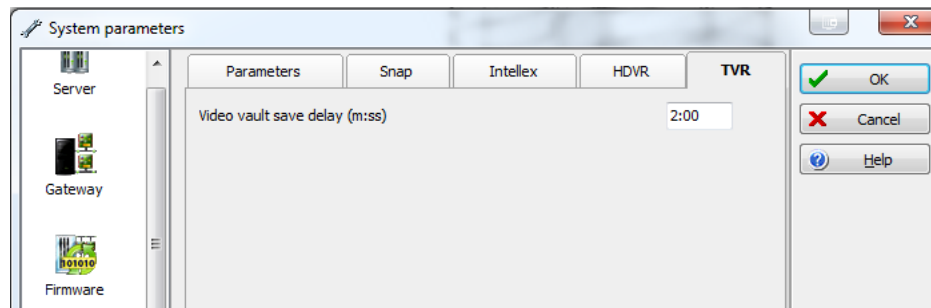 System parameters
Server
Gateway
101010
Firmware
Parameters Snap Intellex HDVR TVR
Video vault save delay (m:ss) 2:00
OK
Cancel
Help